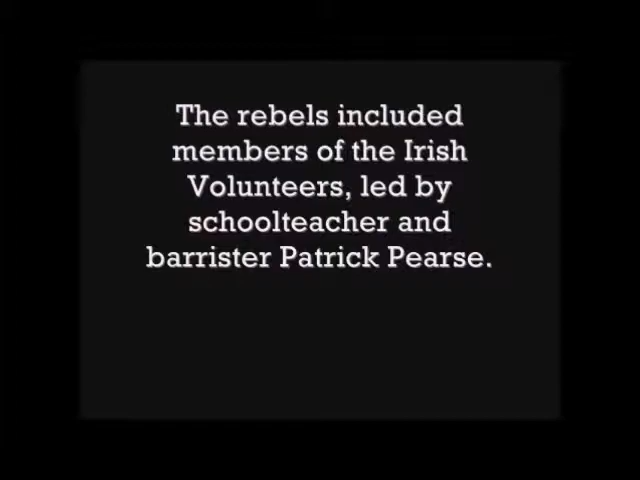 The rebels included
members of the Irish
Volunteers, led by
schoolteacher and
barrister Patrick Pearse.